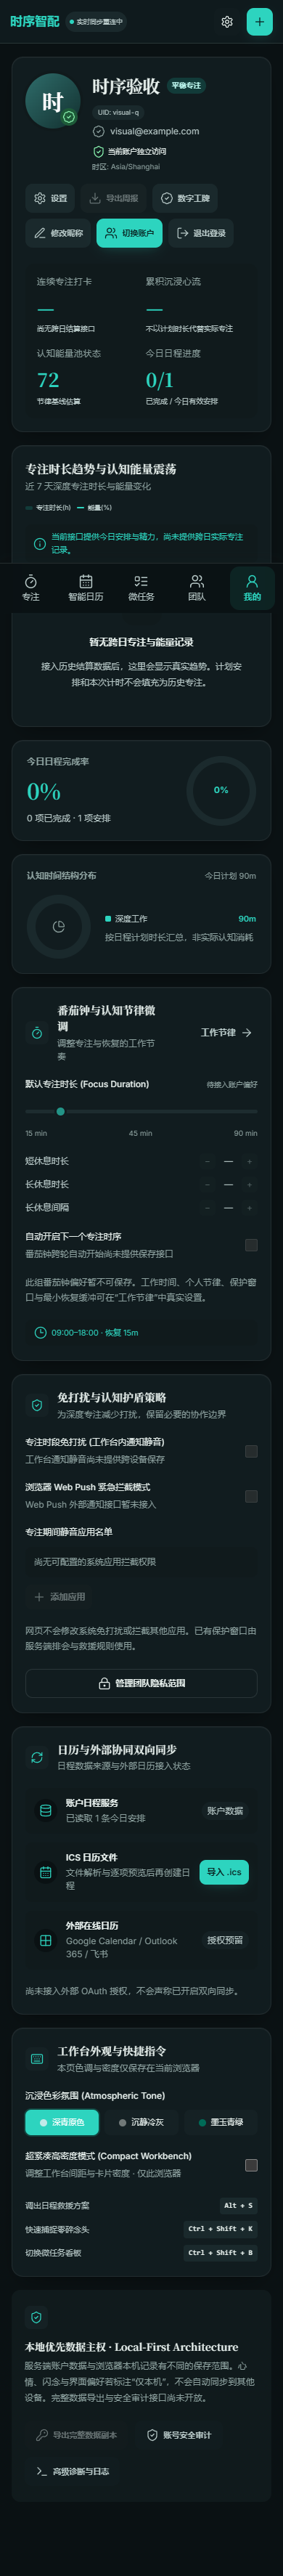 时序智配
实时同步重连中
时
时序验收
平稳专注
UID: visual-q
visual@example.com
当前账户独立访问
时区: Asia/Shanghai
设置
导出周报
数字工牌
修改昵称
切换账户
退出登录
连续专注打卡
累积沉浸心流
—
—
尚无跨日结算接口
不以计划时长代替实际专注
认知能量池状态
今日日程进度
72
0/1
节律基线估算
已完成 / 今日有效安排
专注时长趋势与认知能量震荡
近 7 天深度专注时长与能量变化
专注时长(h)
能量(%)
当前接口提供今日安排与精力，尚未提供跨日实际专注
记录。
专注
智能日历
微任务
团队
我的
暂无跨日专注与能量记录
接入历史结算数据后，这里会显示真实趋势。计划安
排和本次计时不会填充为历史专注。
今日日程完成率
0%
0 项已完成 · 1 项安排
0%
认知时间结构分布
今日计划 90m
深度工作
90m
按日程计划时长汇总，非实际认知消耗
番茄钟与认知节律微
调
调整专注与恢复的工作节
奏
工作节律
默认专注时长 (Focus Duration)
待接入账户偏好
15 min
45 min
90 min
短休息时长
−
—
+
长休息时长
−
—
+
长休息间隔
−
—
+
自动开启下一个专注时序
番茄钟跨轮自动开始尚未提供保存接口
此组番茄钟偏好暂不可保存。工作时间、个人节律、保护窗
口与最小恢复缓冲可在“工作节律”中真实设置。
09:00–18:00 · 恢复 15m
免打扰与认知护盾策略
为深度专注减少打扰，保留必要的协作边界
专注时段免打扰 (工作台内通知静音)
工作台通知静音尚未提供跨设备保存
浏览器 Web Push 紧急拦截模式
Web Push 外部通知接口暂未接入
专注期间静音应用名单
尚无可配置的系统应用拦截权限
添加应用
网页不会修改系统免打扰或拦截其他应用。已有保护窗口由
服务端排会与救援规则使用。
管理团队隐私范围
日历与外部协同双向同步
日程数据来源与外部日历接入状态
账户日程服务
已读取 1 条今日安排
账户数据
ICS 日历文件
文件解析与逐项预览后再创建日
程
导入 .ics
外部在线日历
Google Calendar / Outlook
365 / 飞书
授权预留
尚未接入外部 OAuth 授权，不会声称已开启双向同步。
工作台外观与快捷指令
本页色调与密度仅保存在当前浏览器
沉浸色彩氛围 (Atmospheric Tone)
深青原色
沉静冷灰
墨玉青绿
超紧凑高密度模式 (Compact Workbench)
调整工作台间距与卡片密度 · 仅此浏览器
调出日程救援方案
Alt + S
快速捕捉零碎念头
Ctrl + Shift + K
切换微任务看板
Ctrl + Shift + B
本地优先数据主权 · Local-First Architecture
服务端账户数据与浏览器本机记录有不同的保存范围。心
情、闪念与界面偏好若标注“仅本机”，不会自动同步到其他
设备。完整数据导出与安全审计接口尚未开放。
导出完整数据副本
账号安全审计
高级诊断与日志